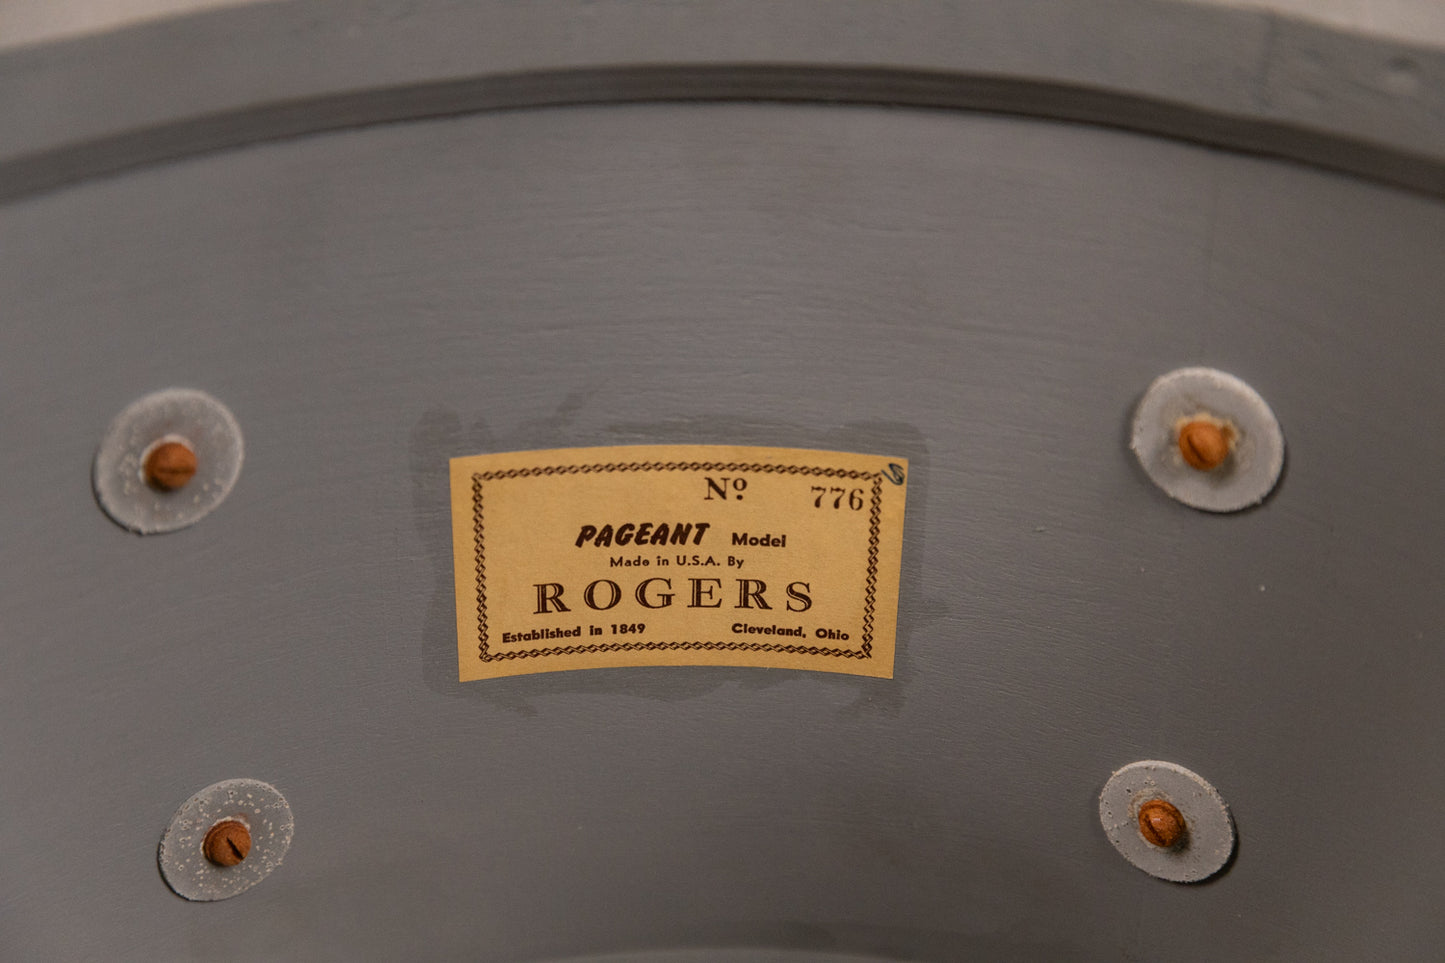 Nº 776
PAGEANT Model
Made in U.S.A. By
ROGERS
Established in 1849 Cleveland, Ohio